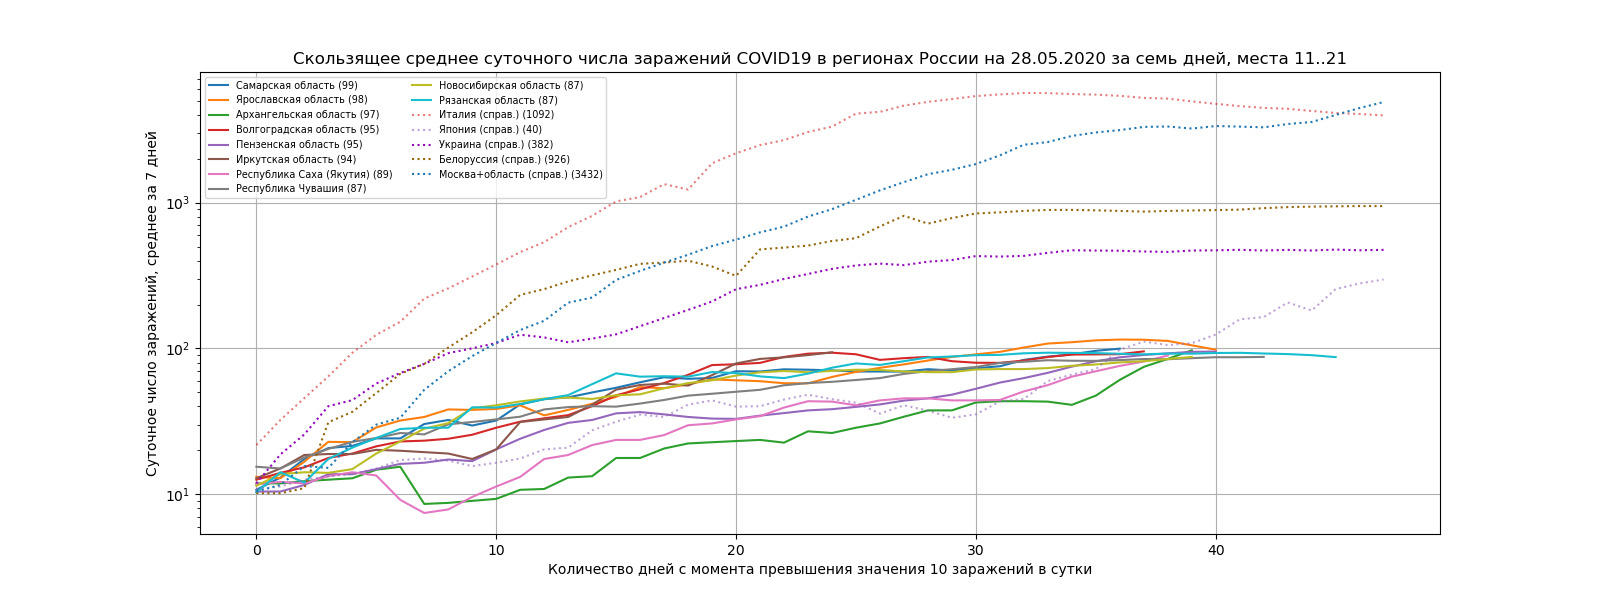 Скользящее среднее суточного числа заражений COVID19 в регионах России на 28.05.2020 за семь дней, места 11..21
Самарская область (99)
Ярославская область (98)
Архангельская область (97)
Волгоградская область (95)
Пензенская область (95)
Иркутская область (94)
Республика Саха (Якутия) (89)
Республика Чувашия (87)
Новосибирская область (87)
Рязанская область (87)
Италия (справ.) (1092)
Япония (справ.) (40)
Украина (справ.) (382)
Белоруссия (справ.) (926)
Москва+область (справ.) (3432)
Суточное число заражений, среднее за 7 дней
10³
10²
10¹
0 10 20 30 40
Количество дней с момента превышения значения 10 заражений в сутки